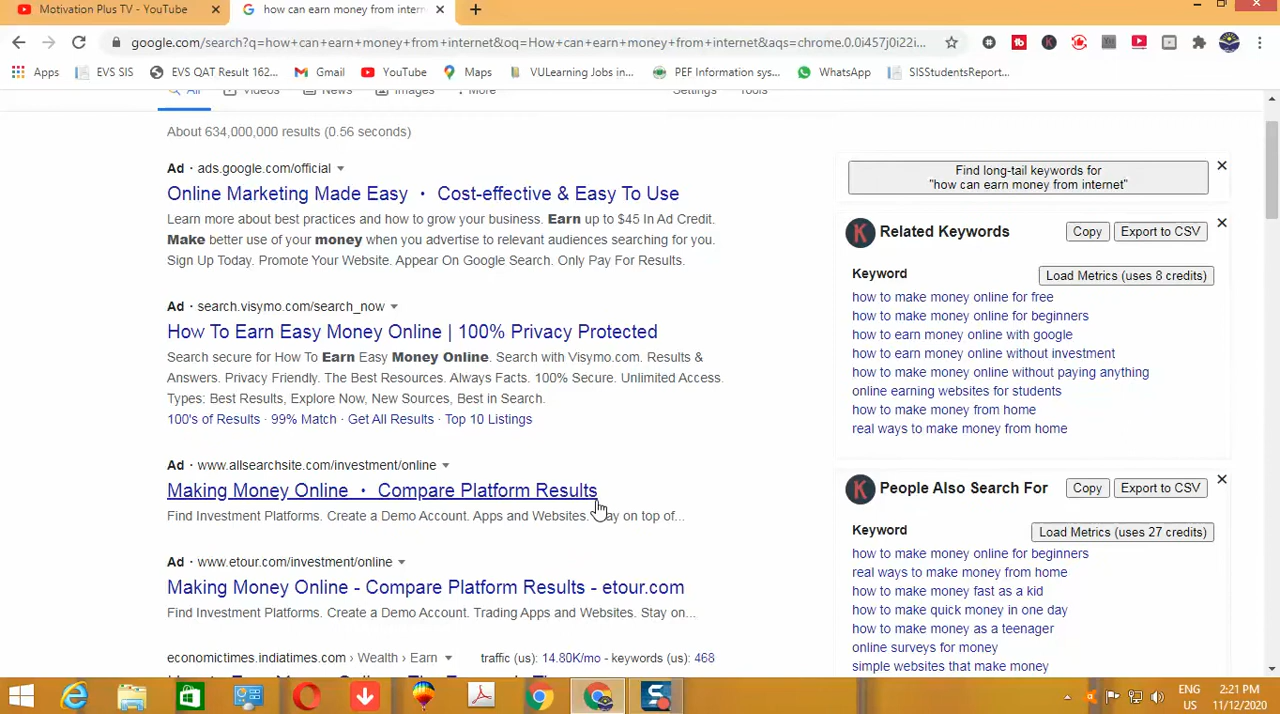 Motivation Plus TV - YouTube
how can earn money from intern
google.com/search?q=how+can+earn+money+from+internet&oq=How+can+earn+money+from+internet&aqs=chrome.0.0i457j0i22i...
Apps
EVS SIS
EVS QAT Result 162...
Gmail
YouTube
Maps
VULearning Jobs in...
PEF Information sys...
WhatsApp
SISStudentsReport...
All
Videos
News
Images
More
Settings
Tools
About 634,000,000 results (0.56 seconds)
Ad · ads.google.com/official
Online Marketing Made Easy · Cost-effective & Easy To Use
Learn more about best practices and how to grow your business. Earn up to $45 In Ad Credit.
Make better use of your money when you advertise to relevant audiences searching for you.
Sign Up Today. Promote Your Website. Appear On Google Search. Only Pay For Results.
Ad · search.visymo.com/search_now
How To Earn Easy Money Online | 100% Privacy Protected
Search secure for How To Earn Easy Money Online. Search with Visymo.com. Results &
Answers. Privacy Friendly. The Best Resources. Always Facts. 100% Secure. Unlimited Access.
Types: Best Results, Explore Now, New Sources, Best in Search.
100's of Results · 99% Match · Get All Results · Top 10 Listings
Ad · www.allsearchsite.com/investment/online
Making Money Online · Compare Platform Results
Find Investment Platforms. Create a Demo Account. Apps and Websites. Stay on top of...
Ad · www.etour.com/investment/online
Making Money Online - Compare Platform Results - etour.com
Find Investment Platforms. Create a Demo Account. Trading Apps and Websites. Stay on...
economictimes.indiatimes.com › Wealth › Earn
traffic (us): 14.80K/mo - keywords (us): 468
Find long-tail keywords for
"how can earn money from internet"
Related Keywords
Copy
Export to CSV
Keyword
Load Metrics (uses 8 credits)
how to make money online for free
how to make money online for beginners
how to earn money online with google
how to earn money online without investment
how to make money online without paying anything
online earning websites for students
how to make money from home
real ways to make money from home
People Also Search For
Copy
Export to CSV
Keyword
Load Metrics (uses 27 credits)
how to make money online for beginners
real ways to make money from home
how to make money fast as a kid
how to make quick money in one day
how to make money as a teenager
online surveys for money
simple websites that make money
ENG
US
2:21 PM
11/12/2020